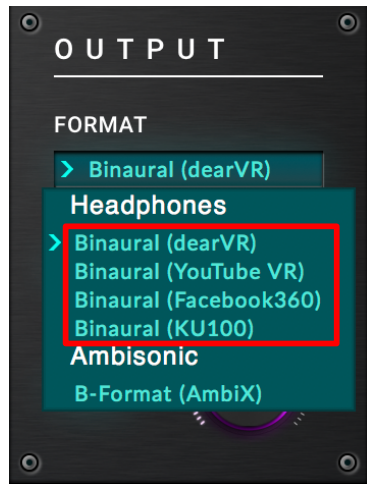 OUTPUT
FORMAT
Binaural (dearVR)
Headphones
Binaural (dearVR)
Binaural (YouTube VR)
Binaural (Facebook360)
Binaural (KU100)
Ambisonic
B-Format (AmbiX)